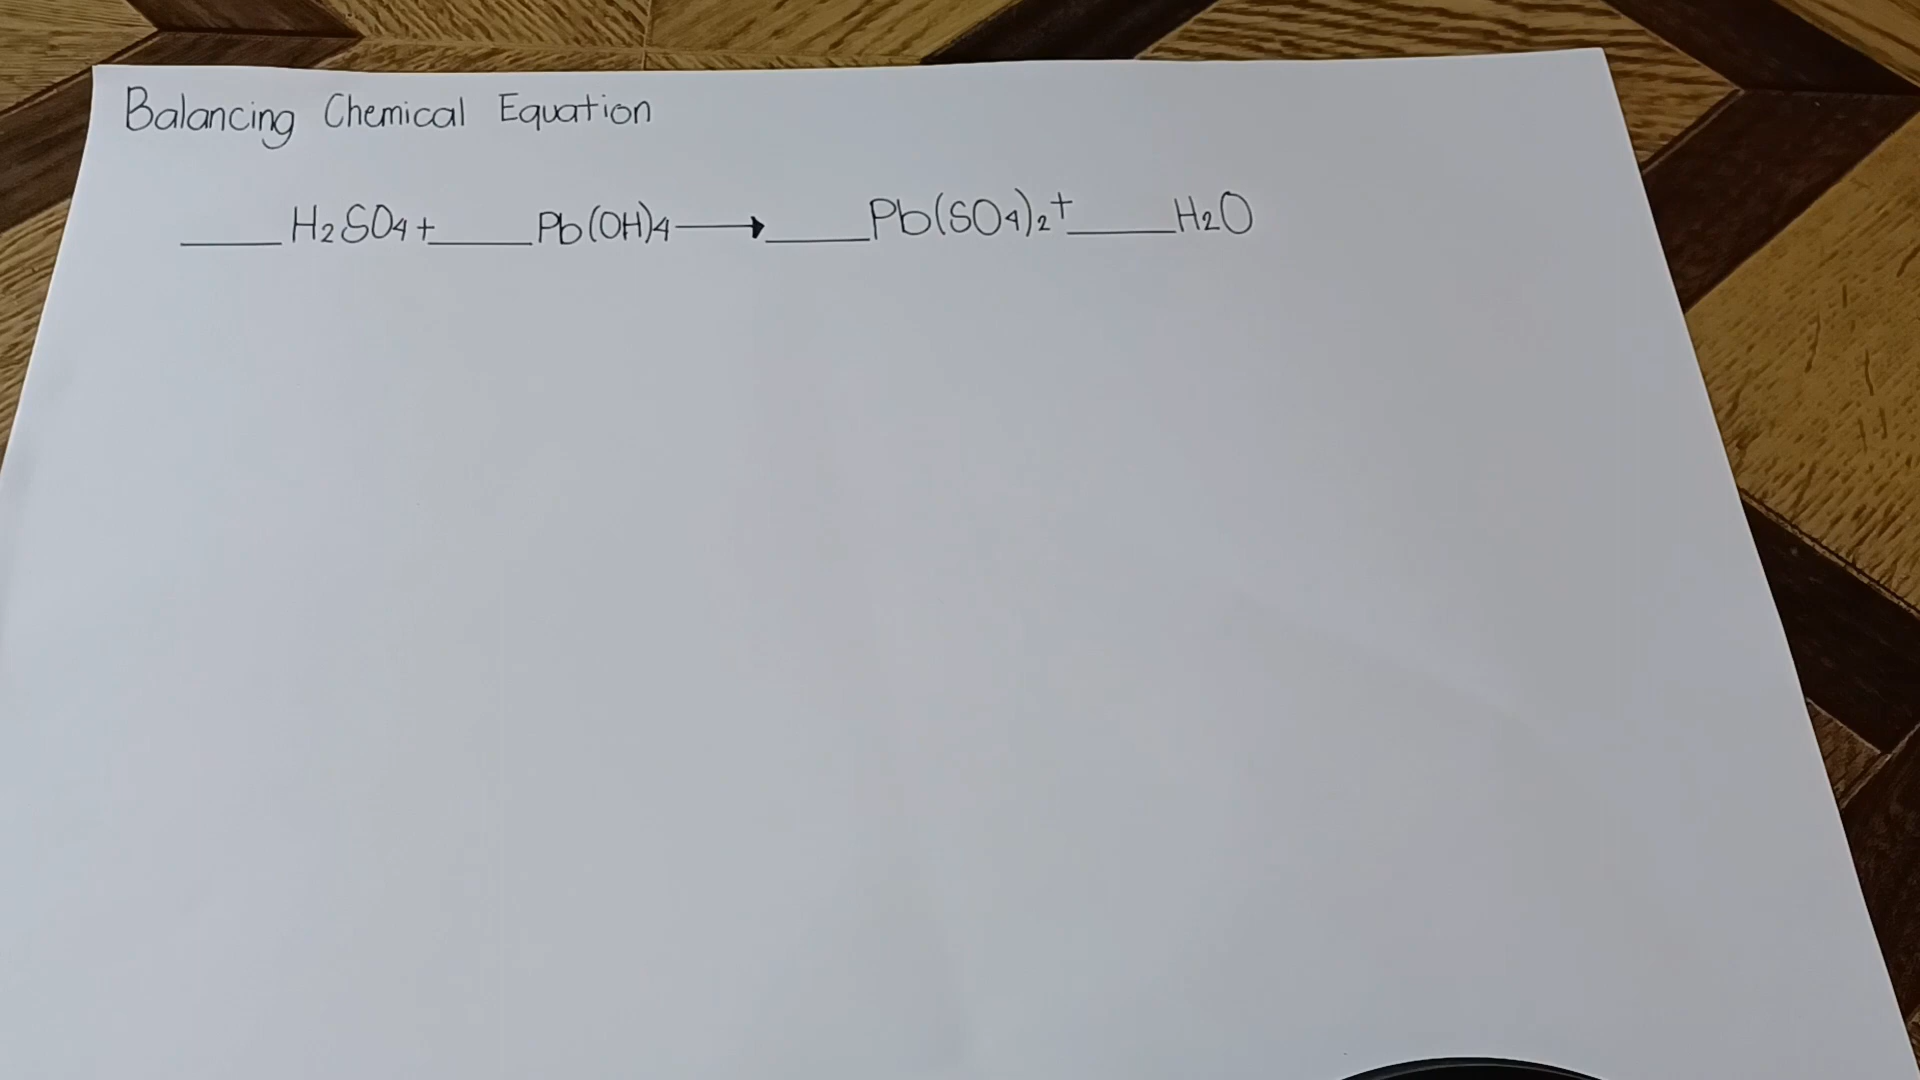 Balancing Chemical Equation
____H2SO4+____Pb(OH)4→____Pb(SO4)2+____H2O